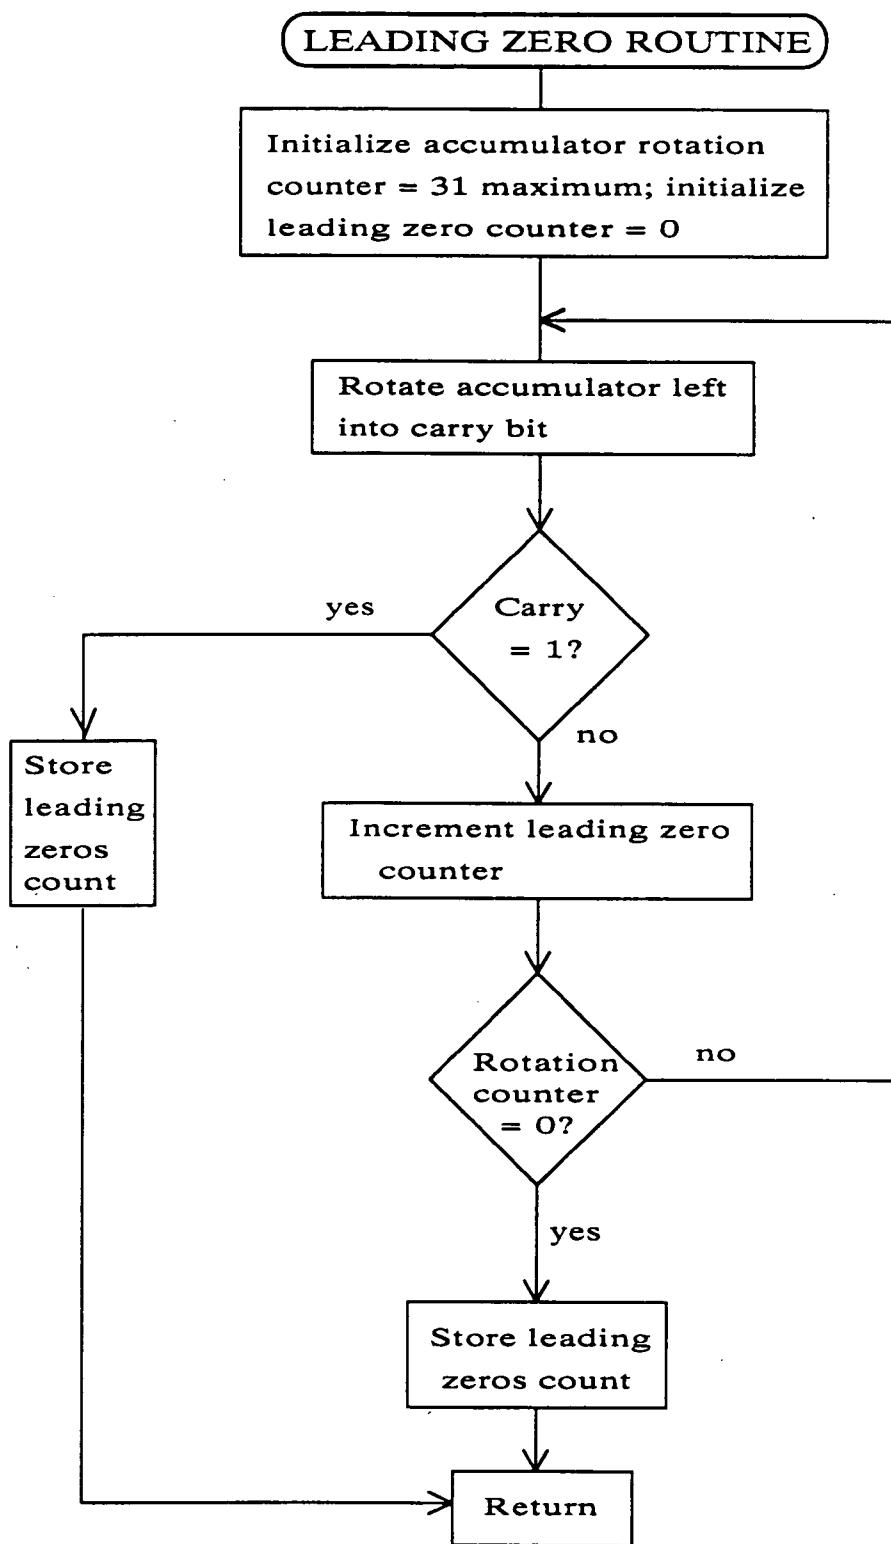 LEADING ZERO ROUTINE
Initialize accumulator rotation
counter = 31 maximum; initialize
leading zero counter = 0
Rotate accumulator left
into carry bit
Carry
= 1?
yes
no
Store
leading
zeros
count
Increment leading zero
counter
Rotation
counter
= 0?
no
yes
Store leading
zeros count
Return